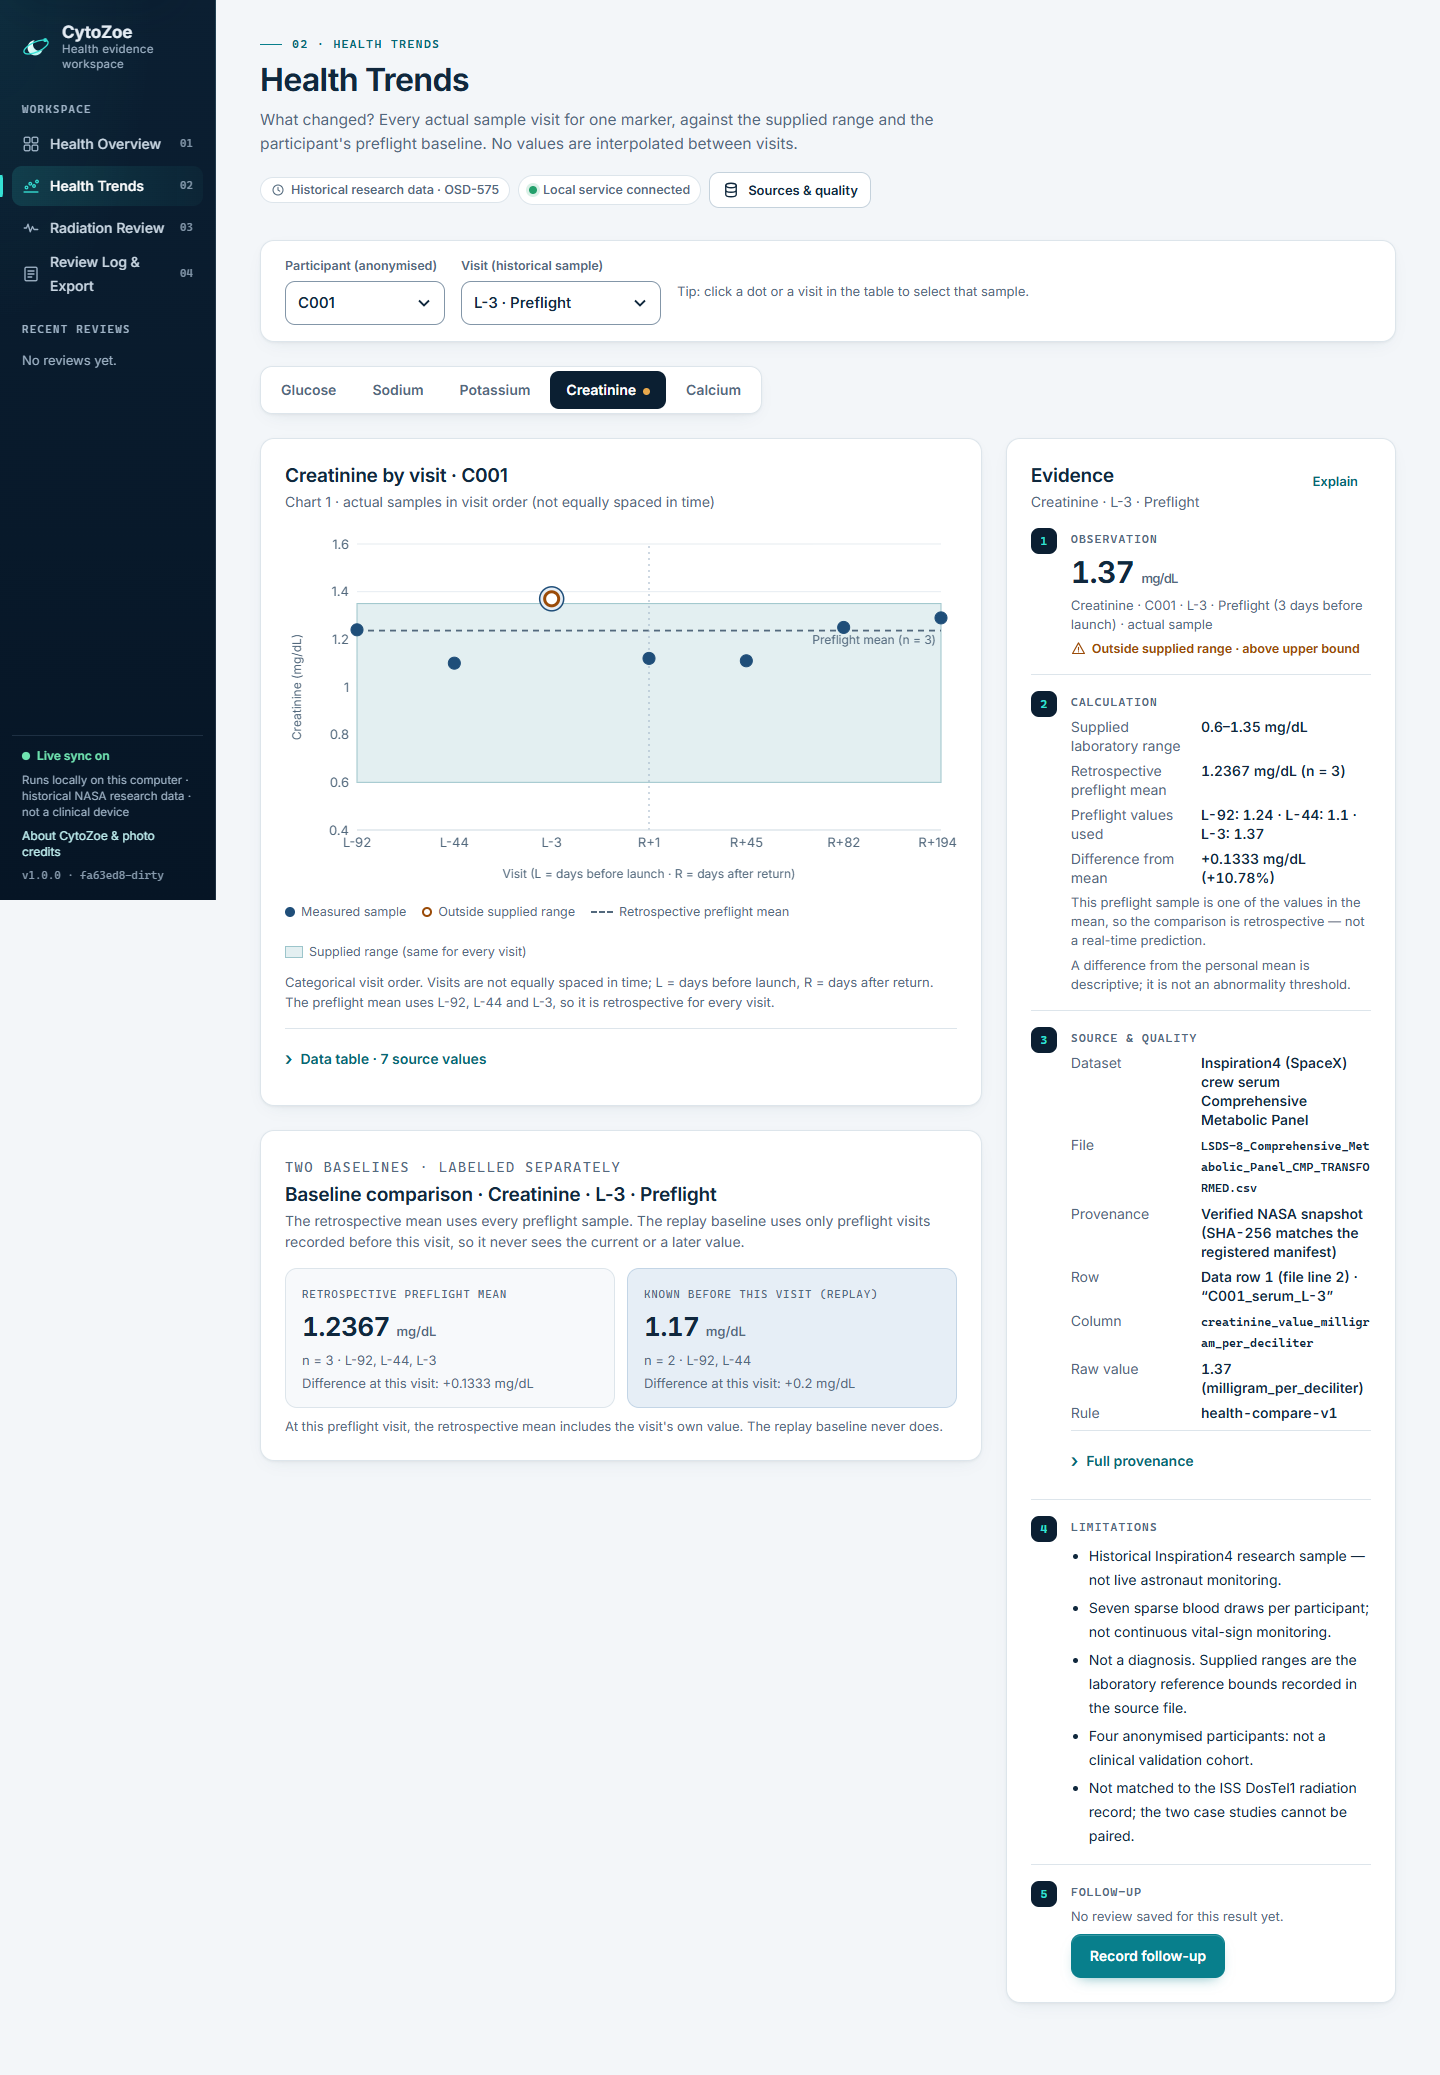 CytoZoe
Health evidence
workspace
WORKSPACE
Health Overview 01
Health Trends 02
Radiation Review 03
Review Log &
Export 04
RECENT REVIEWS
No reviews yet.
Live sync on
Runs locally on this computer ·
historical NASA research data ·
not a clinical device
About CytoZoe & photo
credits
v1.0.0 · fa63ed8-dirty
02 · HEALTH TRENDS
Health Trends
What changed? Every actual sample visit for one marker, against the supplied range and the
participant's preflight baseline. No values are interpolated between visits.
Historical research data · OSD-575
Local service connected
Sources & quality
Participant (anonymised)
Visit (historical sample)
C001
L-3 · Preflight
Tip: click a dot or a visit in the table to select that sample.
Glucose
Sodium
Potassium
Creatinine
Calcium
Creatinine by visit · C001
Chart 1 · actual samples in visit order (not equally spaced in time)
1.6
1.4
1.2
1
0.8
0.6
0.4
Creatinine (mg/dL)
Preflight mean (n = 3)
L-92
L-44
L-3
R+1
R+45
R+82
R+194
Visit (L = days before launch · R = days after return)
Measured sample
Outside supplied range
Retrospective preflight mean
Supplied range (same for every visit)
Categorical visit order. Visits are not equally spaced in time; L = days before launch, R = days after return.
The preflight mean uses L-92, L-44 and L-3, so it is retrospective for every visit.
Data table · 7 source values
TWO BASELINES · LABELLED SEPARATELY
Baseline comparison · Creatinine · L-3 · Preflight
The retrospective mean uses every preflight sample. The replay baseline uses only preflight visits
recorded before this visit, so it never sees the current or a later value.
RETROSPECTIVE PREFLIGHT MEAN
1.2367 mg/dL
n = 3 · L-92, L-44, L-3
Difference at this visit: +0.1333 mg/dL
KNOWN BEFORE THIS VISIT (REPLAY)
1.17 mg/dL
n = 2 · L-92, L-44
Difference at this visit: +0.2 mg/dL
At this preflight visit, the retrospective mean includes the visit's own value. The replay baseline never does.
Evidence
Explain
Creatinine · L-3 · Preflight
1 OBSERVATION
1.37 mg/dL
Creatinine · C001 · L-3 · Preflight (3 days before
launch) · actual sample
Outside supplied range · above upper bound
2 CALCULATION
Supplied
laboratory range
0.6–1.35 mg/dL
Retrospective
preflight mean
1.2367 mg/dL (n = 3)
Preflight values
used
L-92: 1.24 · L-44: 1.1 ·
L-3: 1.37
Difference from
mean
+0.1333 mg/dL
(+10.78%)
This preflight sample is one of the values in the
mean, so the comparison is retrospective — not
a real-time prediction.
A difference from the personal mean is
descriptive; it is not an abnormality threshold.
3 SOURCE & QUALITY
Dataset
Inspiration4 (SpaceX)
crew serum
Comprehensive
Metabolic Panel
File
LSDS-8_Comprehensive_Met
abolic_Panel_CMP_TRANSFO
RMED.csv
Provenance
Verified NASA snapshot
(SHA-256 matches the
registered manifest)
Row
Data row 1 (file line 2) ·
“C001_serum_L-3”
Column
creatinine_value_milligr
am_per_deciliter
Raw value
1.37
(milligram_per_deciliter)
Rule
health-compare-v1
Full provenance
4 LIMITATIONS
• Historical Inspiration4 research sample —
not live astronaut monitoring.
• Seven sparse blood draws per participant;
not continuous vital-sign monitoring.
• Not a diagnosis. Supplied ranges are the
laboratory reference bounds recorded in
the source file.
• Four anonymised participants: not a
clinical validation cohort.
• Not matched to the ISS DosTel1 radiation
record; the two case studies cannot be
paired.
5 FOLLOW-UP
No review saved for this result yet.
Record follow-up